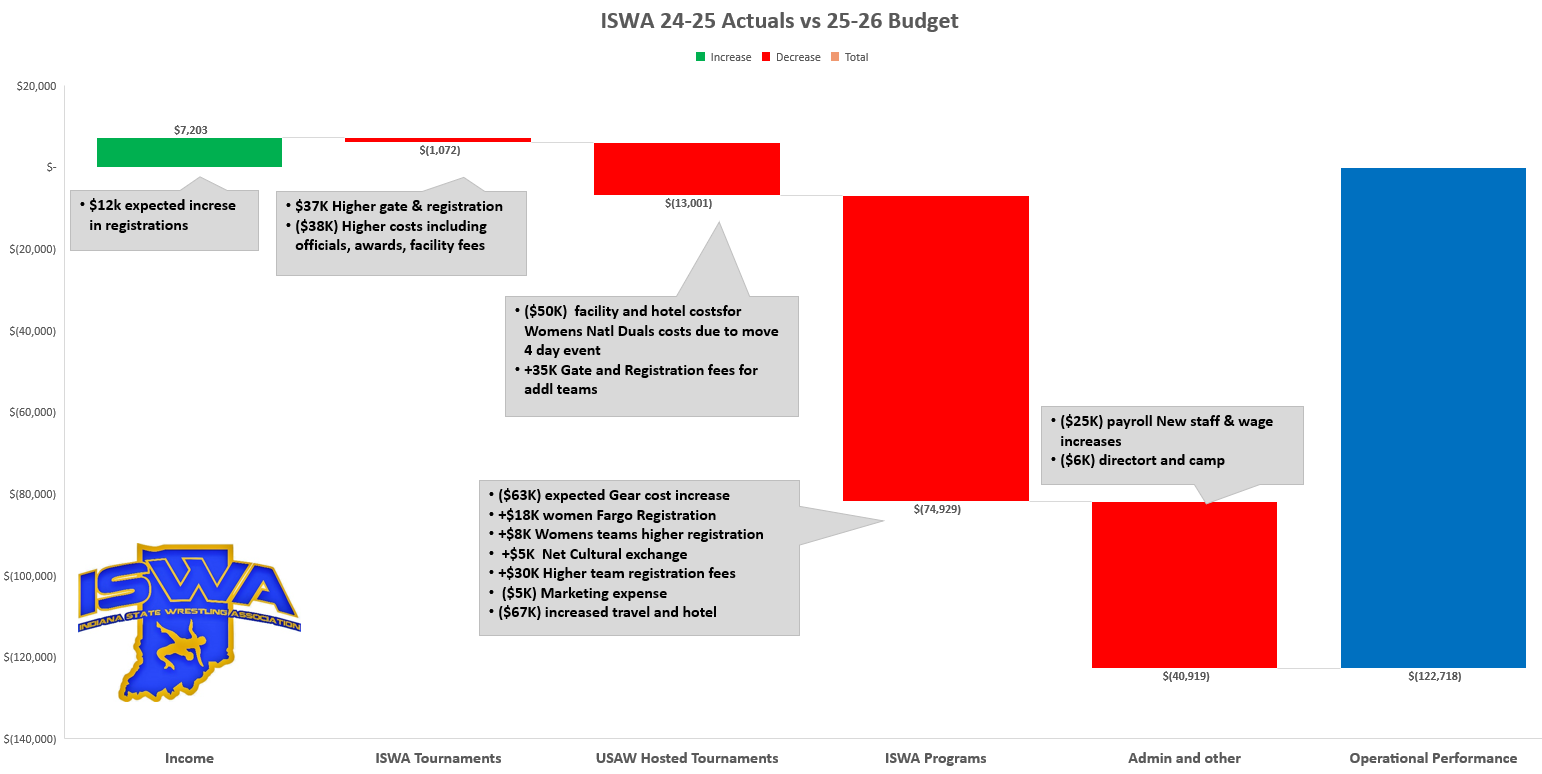 ISWA 24-25 Actuals vs 25-26 Budget
Increase Decrease Total
$20,000
$-
$(20,000)
$(40,000)
$(60,000)
$(80,000)
$(100,000)
$(120,000)
$(140,000)
$7,203
• $12k expected increse
in registrations
$(1,072)
• $37K Higher gate & registration
• ($38K) Higher costs including
officials, awards, facility fees
$(13,001)
• ($50K)  facility and hotel costsfor
Womens Natl Duals costs due to move
4 day event
• +35K Gate and Registration fees for
addl teams
$(74,929)
• ($63K) expected Gear cost increase
• +$18K women Fargo Registration
• +$8K Womens teams higher registration
•  +$5K  Net Cultural exchange
• +$30K Higher team registration fees
•  ($5K) Marketing expense
• ($67K) increased travel and hotel
• ($25K) payroll New staff & wage
increases
• ($6K) directort and camp
$(40,919)
$(122,718)
ISWA
INDIANA STATE WRESTLING ASSOCIATION
Income
ISWA Tournaments
USAW Hosted Tournaments
ISWA Programs
Admin and other
Operational Performance